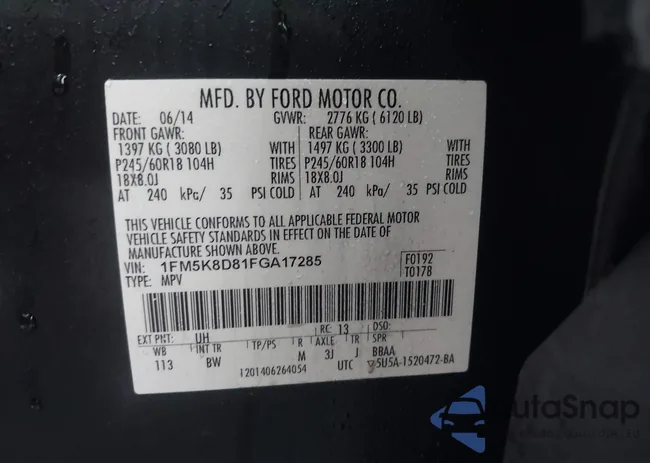 MFD. BY FORD MOTOR CO.
DATE: 06/14 GVWR: 2776 KG ( 6120 LB)
FRONT GAWR: REAR GAWR:
1397 KG ( 3080 LB) WITH 1497 KG ( 3300 LB) WITH
P245/60R18 104H TIRES P245/60R18 104H TIRES
18X8.0J RIMS 18X8.0J RIMS
AT 240 kPa/ 35 PSI COLD AT 240 kPa/ 35 PSI COLD
THIS VEHICLE CONFORMS TO ALL APPLICABLE FEDERAL MOTOR
VEHICLE SAFETY STANDARDS IN EFFECT ON THE DATE OF
MANUFACTURE SHOWN ABOVE.
VIN: 1FM5K8D81FGA17285 F0192
TYPE: MPV T0178
EXT PNT: UH RC: 13 DSO:
WB INT TR TP/PS R AXLE TR SPR
113 BW M 3J J BBAA
1201406264054 UTC 5U5A-1520472-BA
AutaSnap